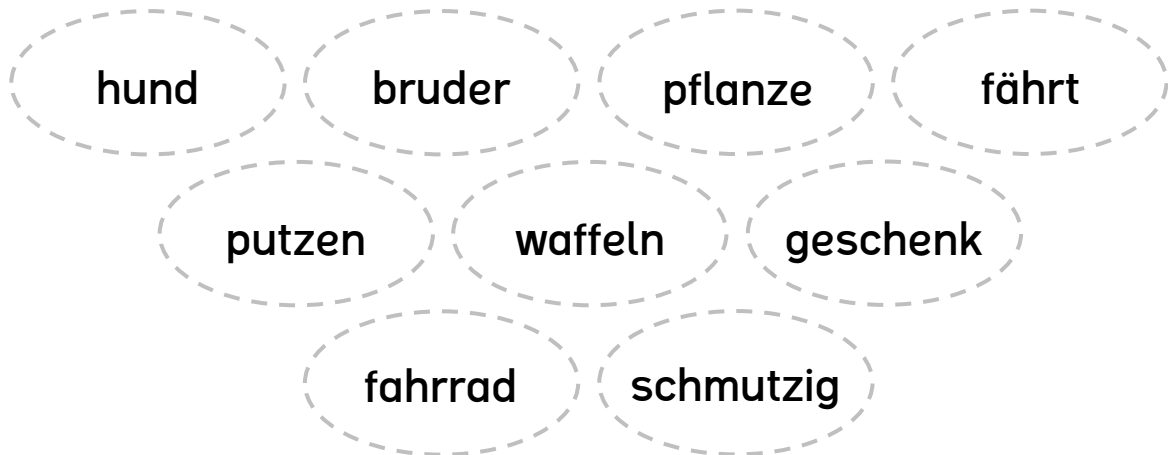 hund bruder pflanze fährt
putzen waffeln geschenk
fahrrad schmutzig